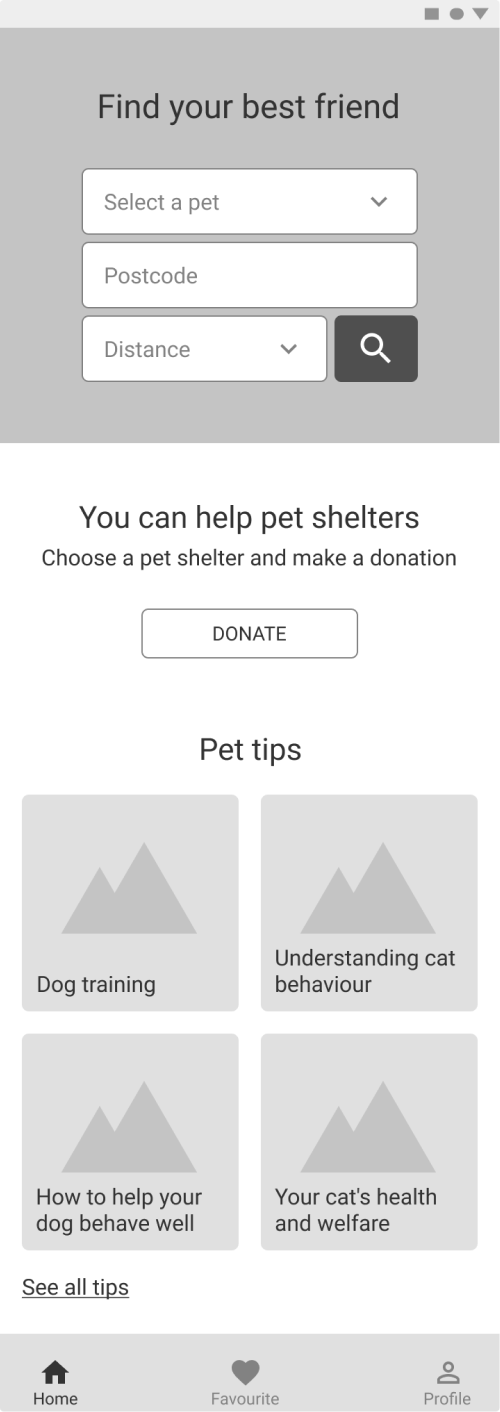 Find your best friend
Select a pet
Postcode
Distance
You can help pet shelters
Choose a pet shelter and make a donation
DONATE
Pet tips
Dog training
Understanding cat
behaviour
How to help your
dog behave well
Your cat's health
and welfare
See all tips
Home
Favourite
Profile